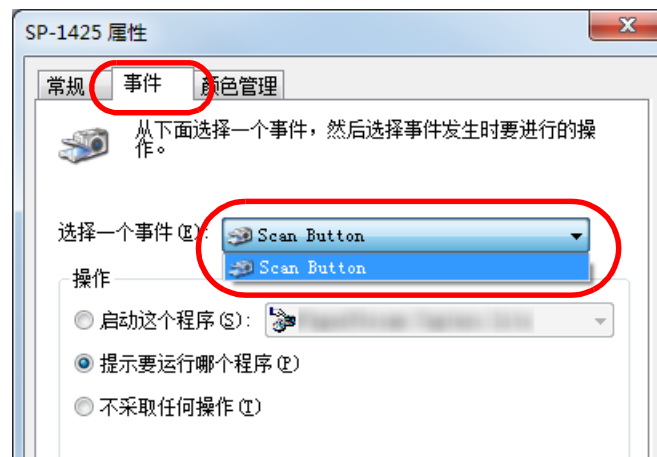 SP-1425 属性
常规 事件 颜色管理
从下面选择一个事件，然后选择事件发生时要进行的操
作。
选择一个事件(E): Scan Button
Scan Button
操作
启动这个程序(S):
提示要运行哪个程序(P)
不采取任何操作(T)